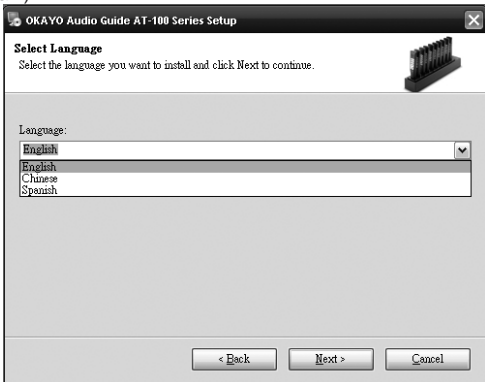 OKAYO Audio Guide AT-100 Series Setup
Select Language
Select the language you want to install and click Next to continue.
Language:
English
English
Chinese
Spanish
< Back
Next >
Cancel